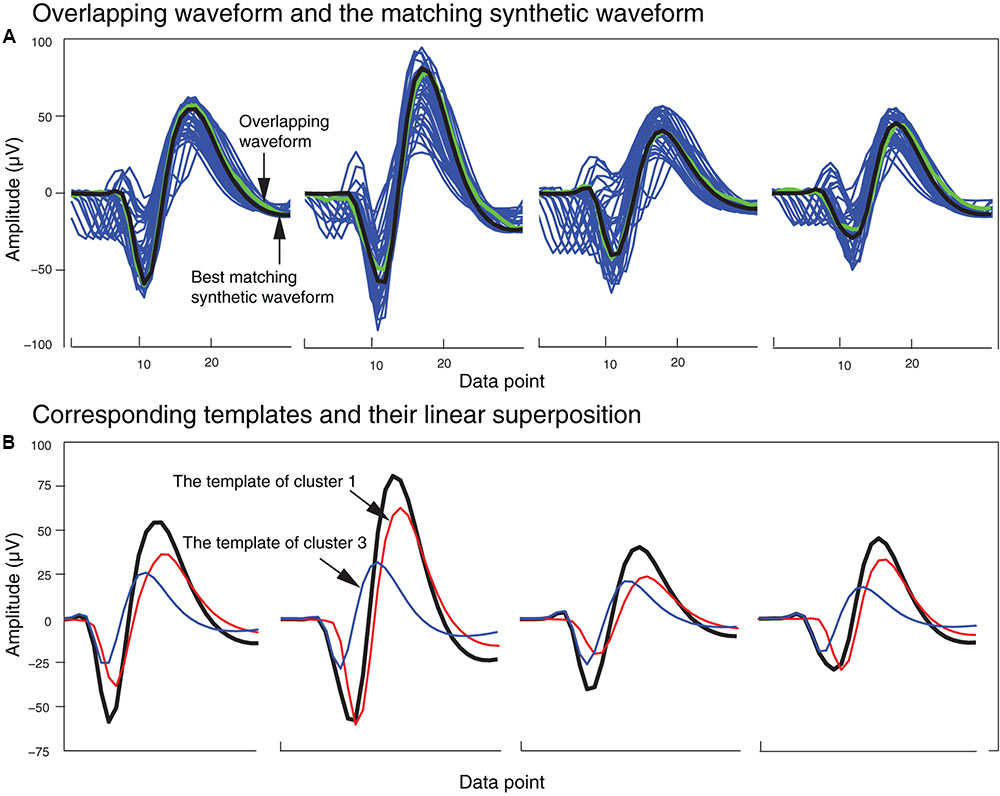 Overlapping waveform and the matching synthetic waveform
A
100
50
0
−50
−100
Amplitude (µV)
Overlapping
waveform
Best matching
synthetic waveform
10
20
10
20
10
20
10
20
Data point
Corresponding templates and their linear superposition
B
100
75
50
25
0
−25
−50
−75
Amplitude (µV)
The template of cluster 1
The template of cluster 3
Data point